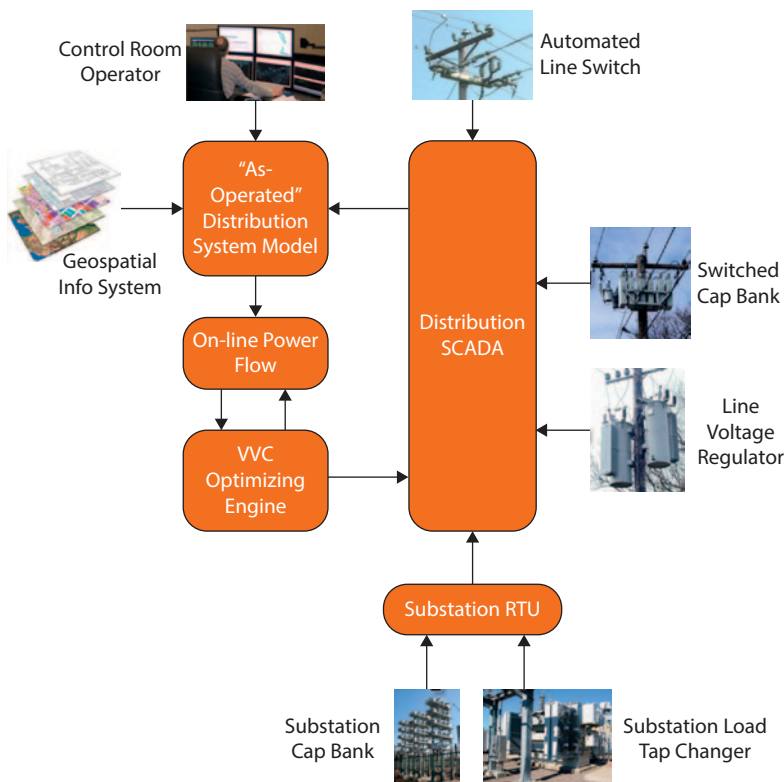 Control Room
Operator
Automated
Line Switch
“As-
Operated”
Distribution
System Model
Geospatial
Info System
Switched
Cap Bank
Distribution
SCADA
On-line Power
Flow
Line
Voltage
Regulator
VVC
Optimizing
Engine
Substation RTU
Substation
Cap Bank
Substation Load
Tap Changer